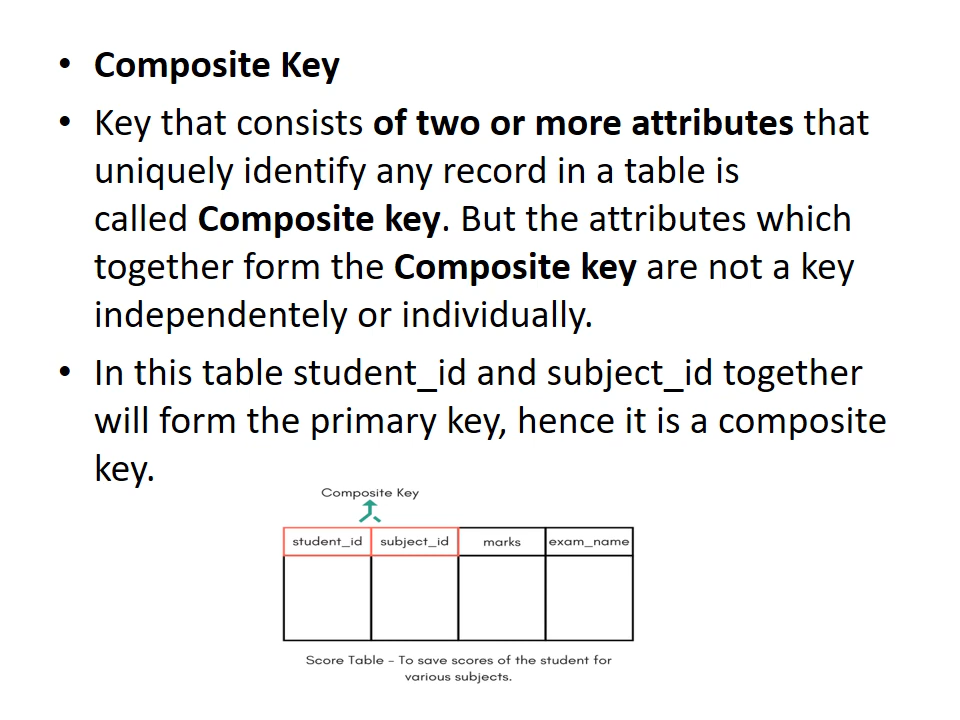 • Composite Key
• Key that consists of two or more attributes that
uniquely identify any record in a table is
called Composite key. But the attributes which
together form the Composite key are not a key
independentely or individually.
• In this table student_id and subject_id together
will form the primary key, hence it is a composite
key.
Composite Key
student_id subject_id marks exam_name
Score Table – To save scores of the student for
various subjects.